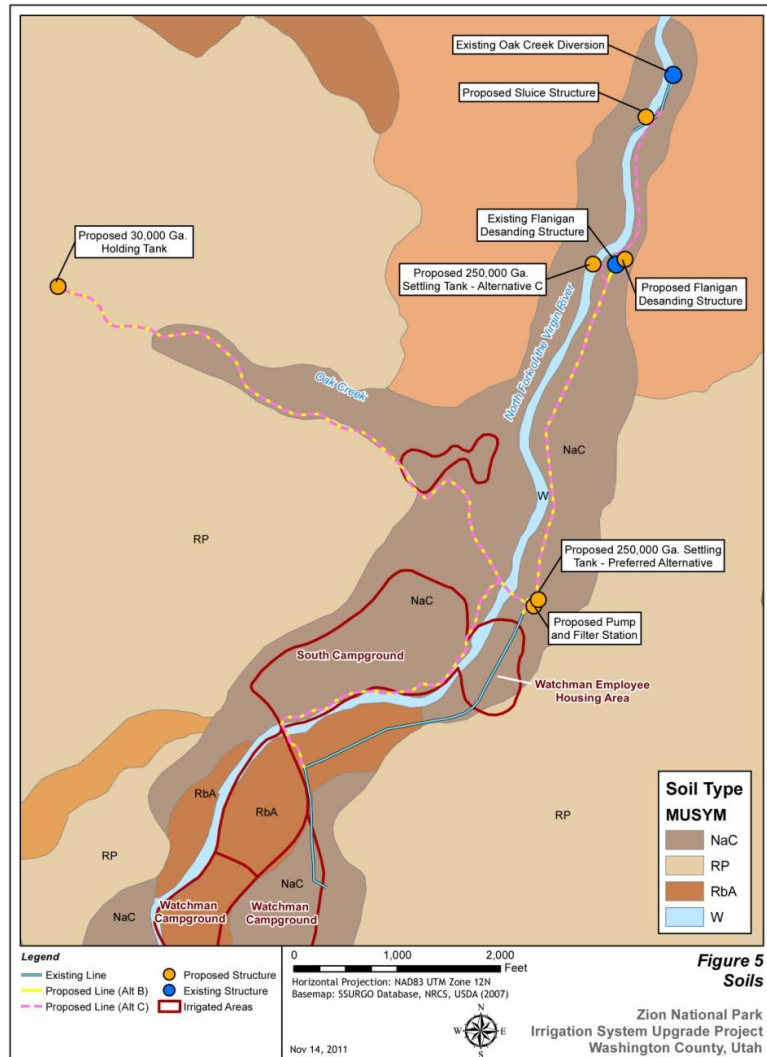 Existing Oak Creek Diversion
Proposed Sluice Structure
Existing Flanigan
Desanding Structure
Proposed 30,000 Ga.
Holding Tank
Proposed 250,000 Ga.
Settling Tank - Alternative C
Proposed Flanigan
Desanding Structure
North Fork of the Virgin River
Oak Creek
NaC
W
RP
Proposed 250,000 Ga. Settling
Tank - Preferred Alternative
NaC
Proposed Pump
and Filter Station
South Campground
Watchman Employee
Housing Area
RbA
RbA
RP
RP
NaC
NaC
Watchman
Campground
Watchman
Campground
Soil Type
MUSYM
NaC
RP
RbA
W
Legend
Existing Line
Proposed Line (Alt B)
Proposed Line (Alt C)
Proposed Structure
Existing Structure
Irrigated Areas
0 1,000 2,000
Feet
Horizontal Projection: NAD83 UTM Zone 12N
Basemap: SSURGO Database, NRCS, USDA (2007)
N
W E
S
Nov 14, 2011
Figure 5
Soils
Zion National Park
Irrigation System Upgrade Project
Washington County, Utah